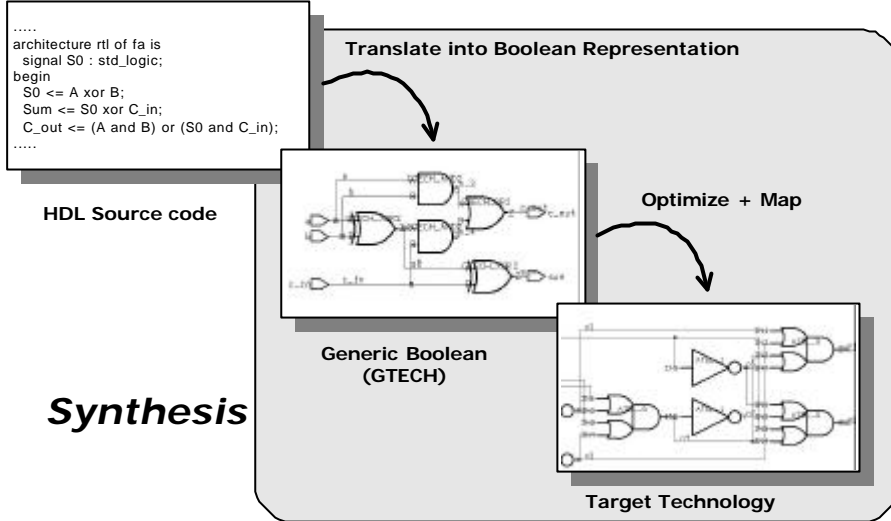 .....
architecture rtl of fa is
signal S0 : std_logic;
begin
S0 <= A xor B;
Sum <= S0 xor C_in;
C_out <= (A and B) or (S0 and C_in);
.....
Translate into Boolean Representation
HDL Source code
Optimize + Map
Generic Boolean
(GTECH)
Synthesis
Target Technology